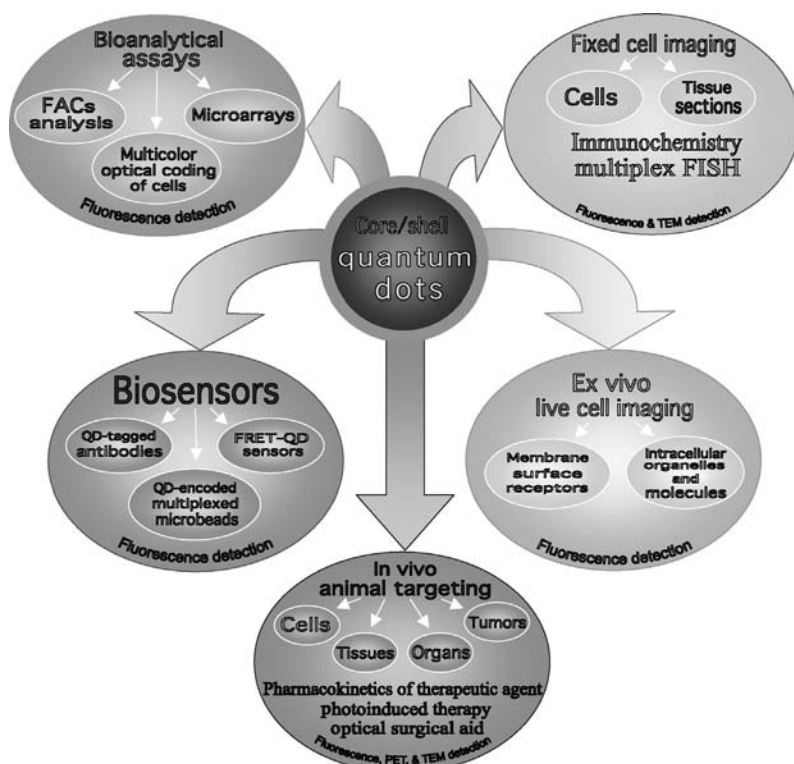 Bioanalytical
assays
FACs
analysis
Microarrays
Multicolor
optical coding
of cells
Fluorescence detection
Fixed cell imaging
Cells
Tissue
sections
Immunochemistry
multiplex FISH
Fluorescence & TEM detection
Core/shell
quantum
dots
Biosensors
QD-tagged
antibodies
FRET-QD
sensors
QD-encoded
multiplexed
microbeads
Fluorescence detection
Ex vivo
live cell imaging
Membrane
surface
receptors
Intracellular
organelles
and
molecules
Fluorescence detection
In vivo
animal targeting
Cells
Tissues
Organs
Tumors
Pharmacokinetics of therapeutic agent
photoinduced therapy
optical surgical aid
Fluorescence, PET, & TEM detection